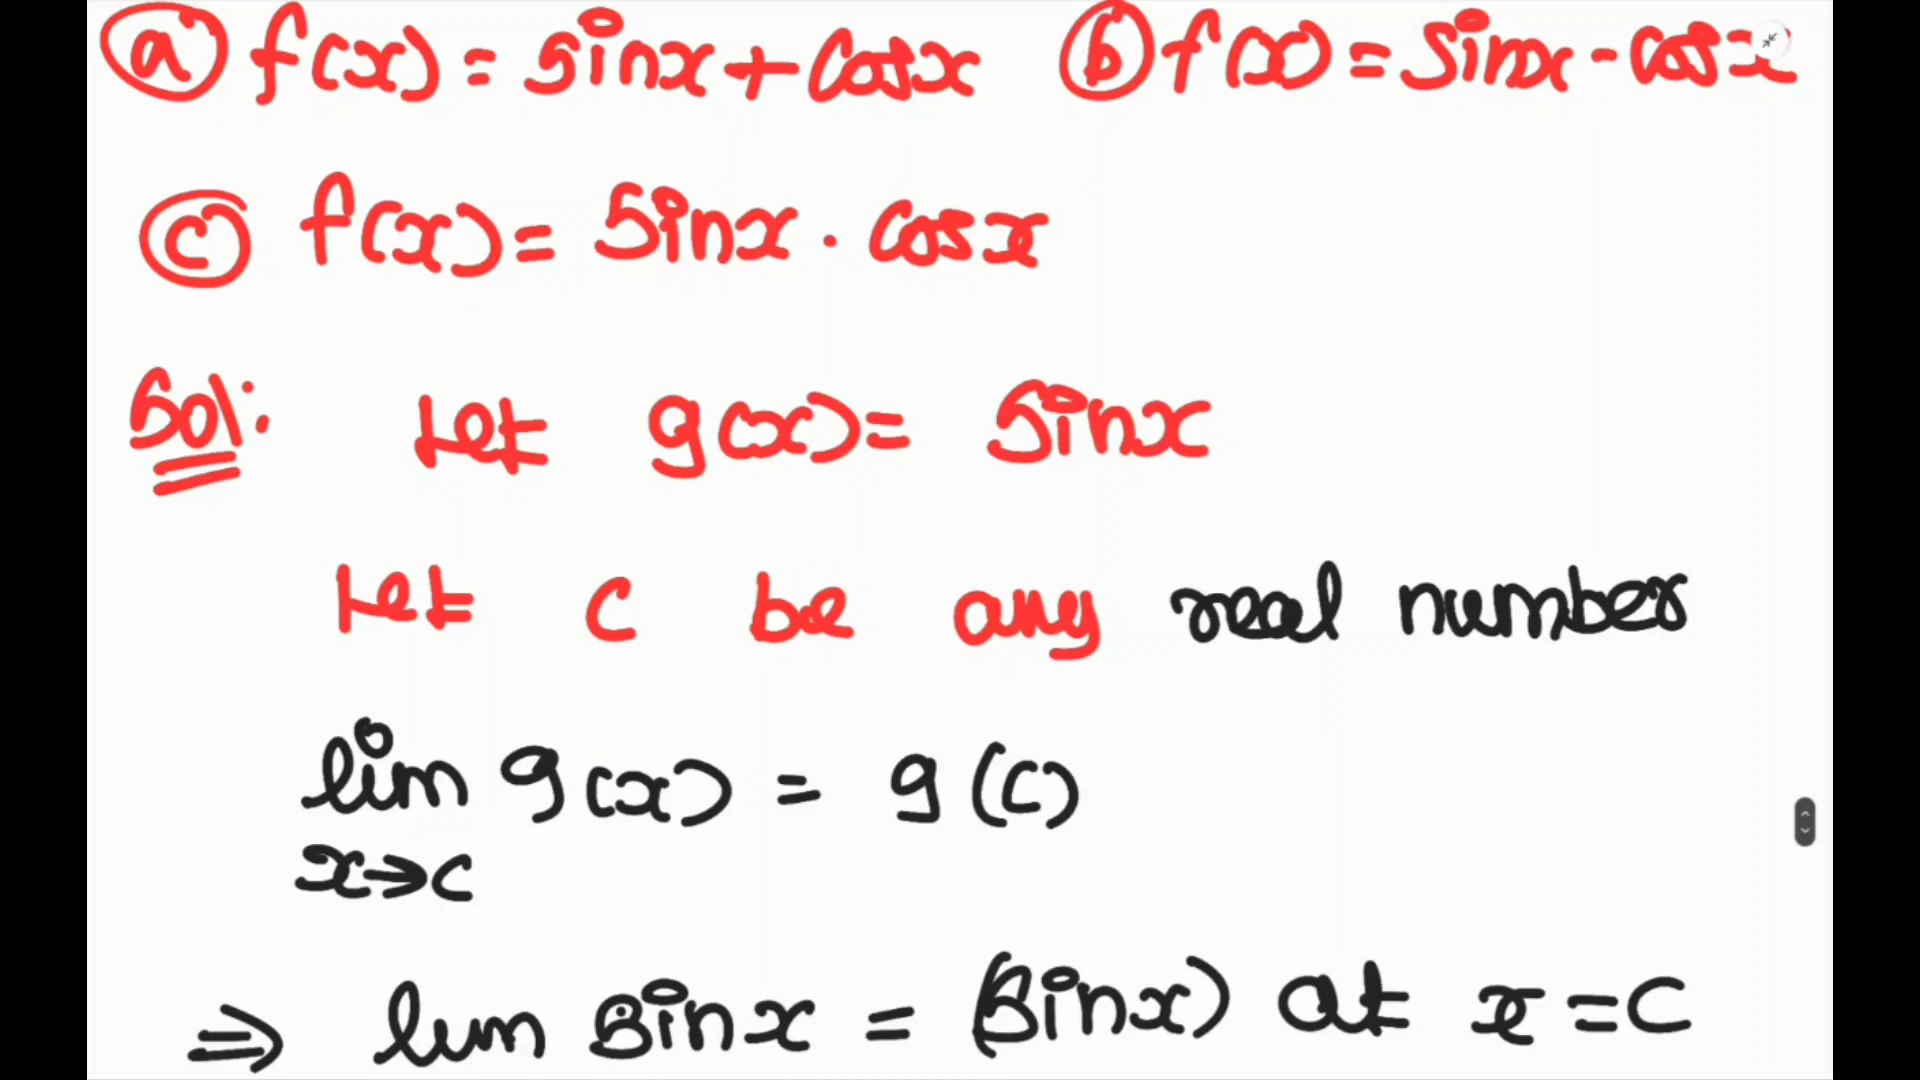 (a) f(x) = sinx + cosx (b) f(x) = sinx - cosx
(c) f(x) = sinx . cosx
Sol: Let g(x) = sinx
Let c be any real number
lim g(x) = g(c)
x→c
⇒ lim sinx = (sinx) at x = c